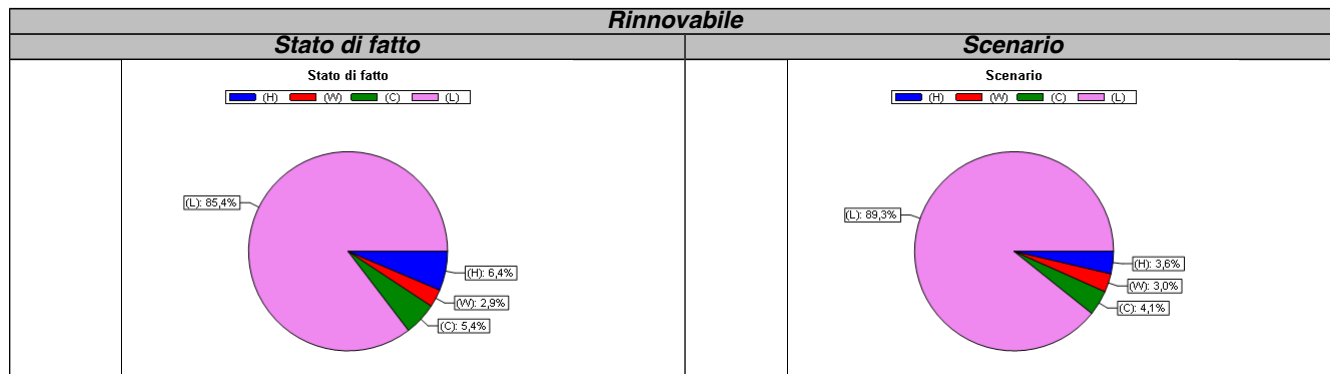 Rinnovabile
Stato di fatto
Scenario
Stato di fatto
(H) (W) (C) (L)
(L): 85,4%
(H): 6,4%
(W): 2,9%
(C): 5,4%
Scenario
(H) (W) (C) (L)
(L): 89,3%
(H): 3,6%
(W): 3,0%
(C): 4,1%